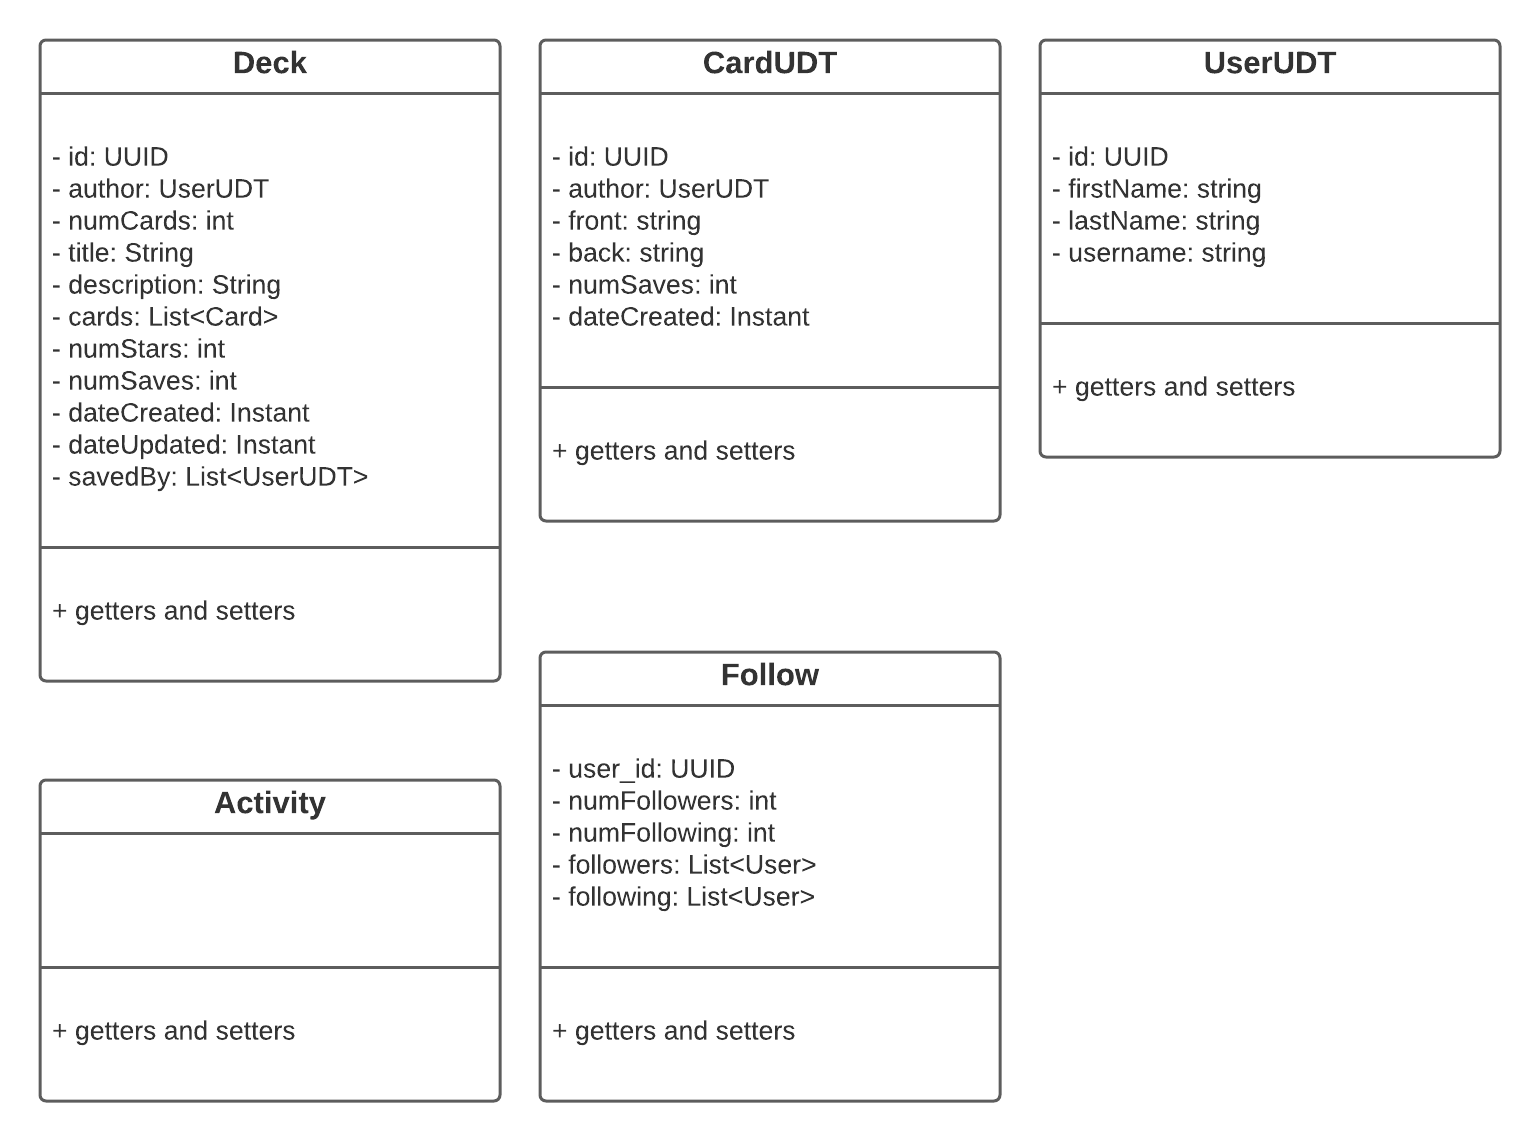 Deck
- id: UUID
- author: UserUDT
- numCards: int
- title: String
- description: String
- cards: List<Card>
- numStars: int
- numSaves: int
- dateCreated: Instant
- dateUpdated: Instant
- savedBy: List<UserUDT>
+ getters and setters
CardUDT
- id: UUID
- author: UserUDT
- front: string
- back: string
- numSaves: int
- dateCreated: Instant
+ getters and setters
UserUDT
- id: UUID
- firstName: string
- lastName: string
- username: string
+ getters and setters
Activity
+ getters and setters
Follow
- user_id: UUID
- numFollowers: int
- numFollowing: int
- followers: List<User>
- following: List<User>
+ getters and setters